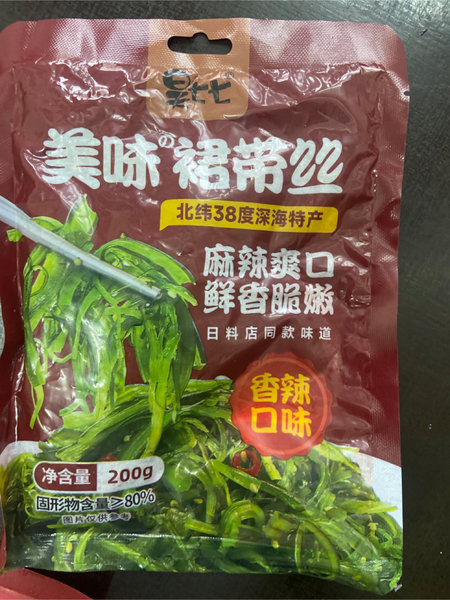 美味 裙带丝
北纬38度深海特产
麻辣爽口
鲜香脆嫩
日料店同款味道
香辣
口味
净含量 200g
固形物含量≥80%
图片仅供参考